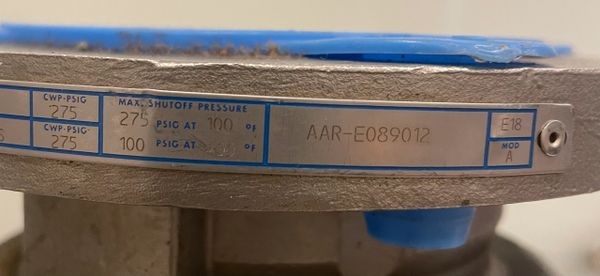 CWP-PSIG
275
MAX. SHUTOFF PRESSURE
275 PSIG AT 100 °F
AAR-E089012
E18
CWP-PSIG
275
100 PSIG AT °F
MOD
A